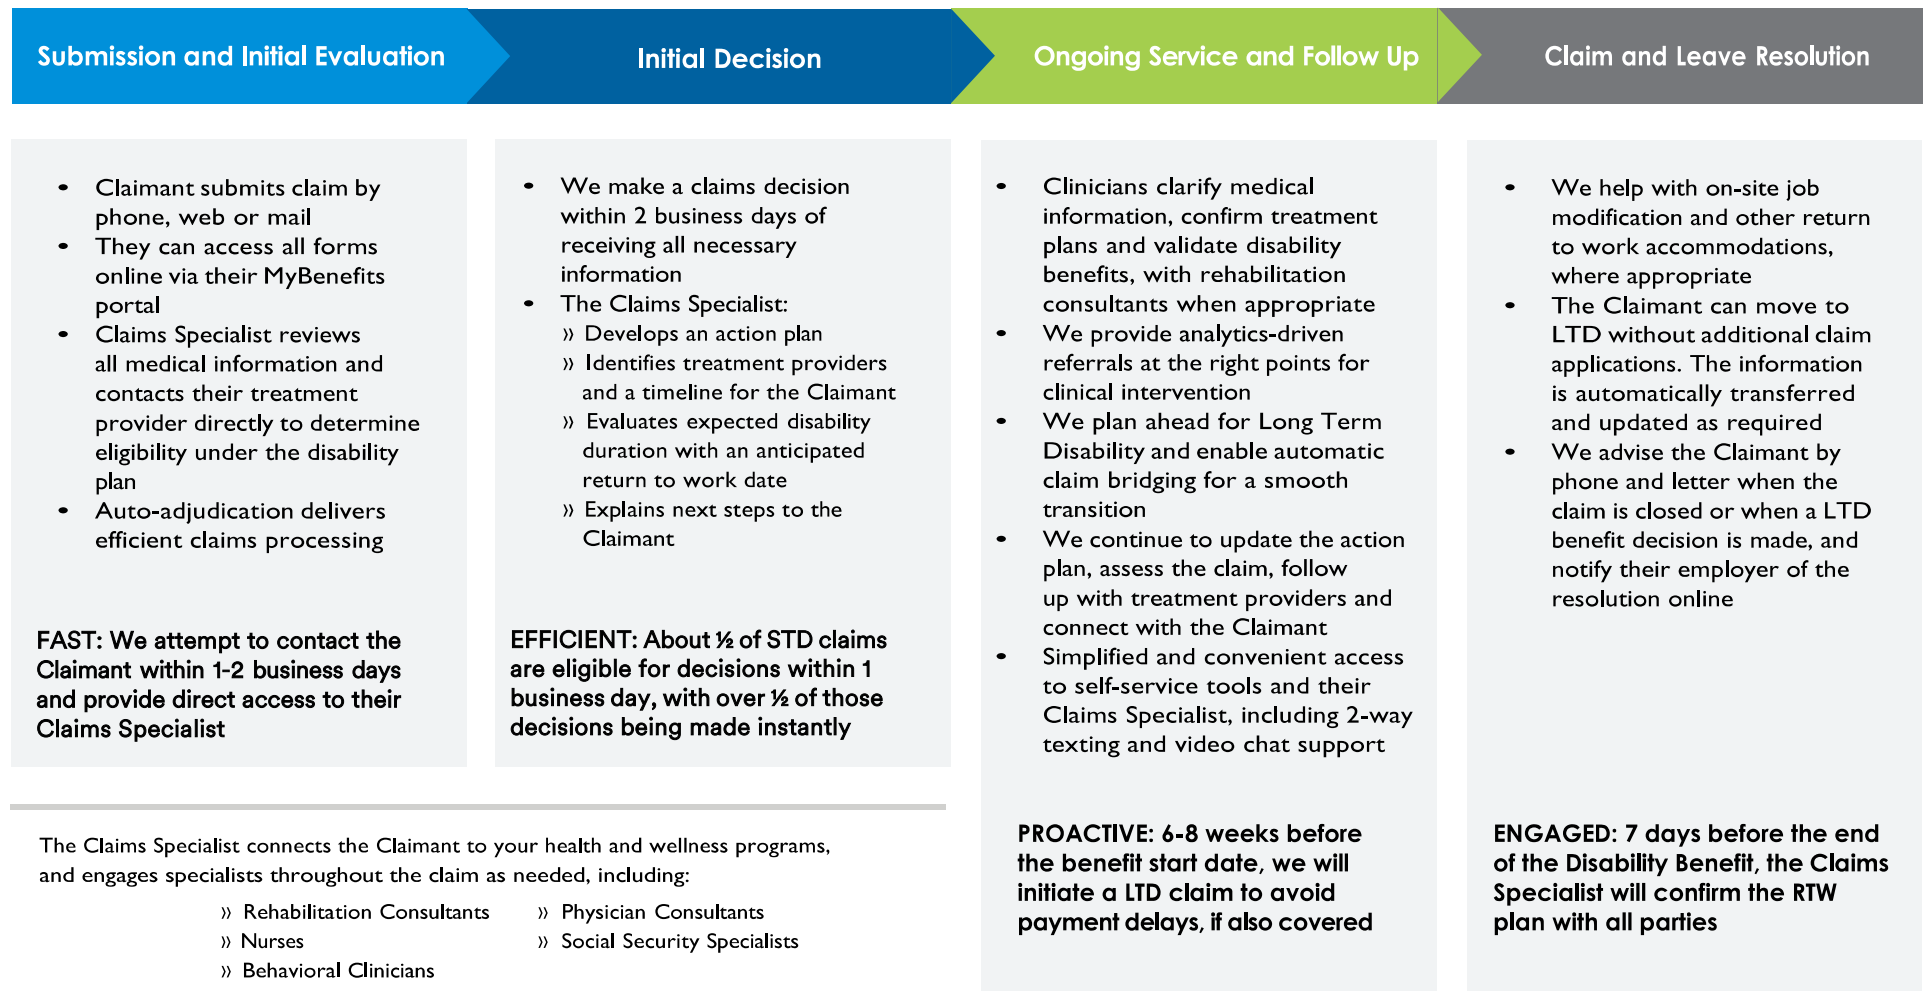 Submission and Initial Evaluation
Initial Decision
Ongoing Service and Follow Up
Claim and Leave Resolution
• Claimant submits claim by
phone, web or mail
• They can access all forms
online via their MyBenefits
portal
• Claims Specialist reviews
all medical information and
contacts their treatment
provider directly to determine
eligibility under the disability
plan
• Auto-adjudication delivers
efficient claims processing
FAST: We attempt to contact the
Claimant within 1-2 business days
and provide direct access to their
Claims Specialist
• We make a claims decision
within 2 business days of
receiving all necessary
information
• The Claims Specialist:
» Develops an action plan
» Identifies treatment providers
and a timeline for the Claimant
» Evaluates expected disability
duration with an anticipated
return to work date
» Explains next steps to the
Claimant
EFFICIENT: About ½ of STD claims
are eligible for decisions within 1
business day, with over ½ of those
decisions being made instantly
• Clinicians clarify medical
information, confirm treatment
plans and validate disability
benefits, with rehabilitation
consultants when appropriate
• We provide analytics-driven
referrals at the right points for
clinical intervention
• We plan ahead for Long Term
Disability and enable automatic
claim bridging for a smooth
transition
• We continue to update the action
plan, assess the claim, follow
up with treatment providers and
connect with the Claimant
• Simplified and convenient access
to self-service tools and their
Claims Specialist, including 2-way
texting and video chat support
PROACTIVE: 6-8 weeks before
the benefit start date, we will
initiate a LTD claim to avoid
payment delays, if also covered
• We help with on-site job
modification and other return
to work accommodations,
where appropriate
• The Claimant can move to
LTD without additional claim
applications. The information
is automatically transferred
and updated as required
• We advise the Claimant by
phone and letter when the
claim is closed or when a LTD
benefit decision is made, and
notify their employer of the
resolution online
ENGAGED: 7 days before the end
of the Disability Benefit, the Claims
Specialist will confirm the RTW
plan with all parties
The Claims Specialist connects the Claimant to your health and wellness programs,
and engages specialists throughout the claim as needed, including:
» Rehabilitation Consultants
» Nurses
» Behavioral Clinicians
» Physician Consultants
» Social Security Specialists